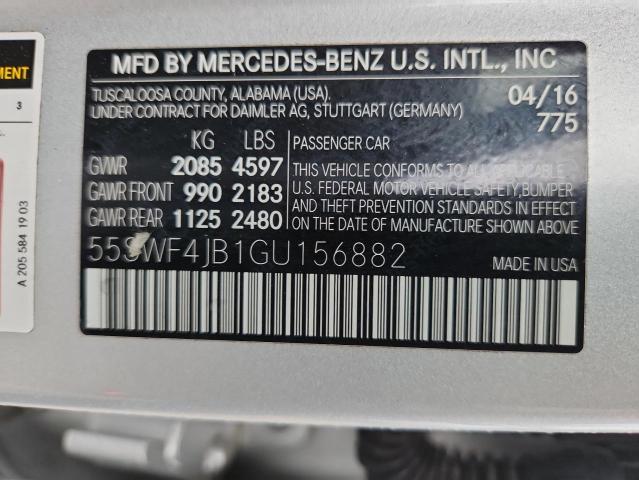 MFD BY MERCEDES-BENZ U.S. INTL., INC
TUSCALOOSA COUNTY, ALABAMA (USA). 04/16
UNDER CONTRACT FOR DAIMLER AG, STUTTGART (GERMANY) 775
KG LBS PASSENGER CAR
GVWR 2085 4597 THIS VEHICLE CONFORMS TO ALL APPLICABLE
GAWR FRONT 990 2183 U.S. FEDERAL MOTOR VEHICLE SAFETY, BUMPER
AND THEFT PREVENTION STANDARDS IN EFFECT
GAWR REAR 1125 2480 ON THE DATE OF MANUFACTURE SHOWN ABOVE.
55SWF4JB1GU156882 MADE IN USA
MENT
3
A 205 584 19 03